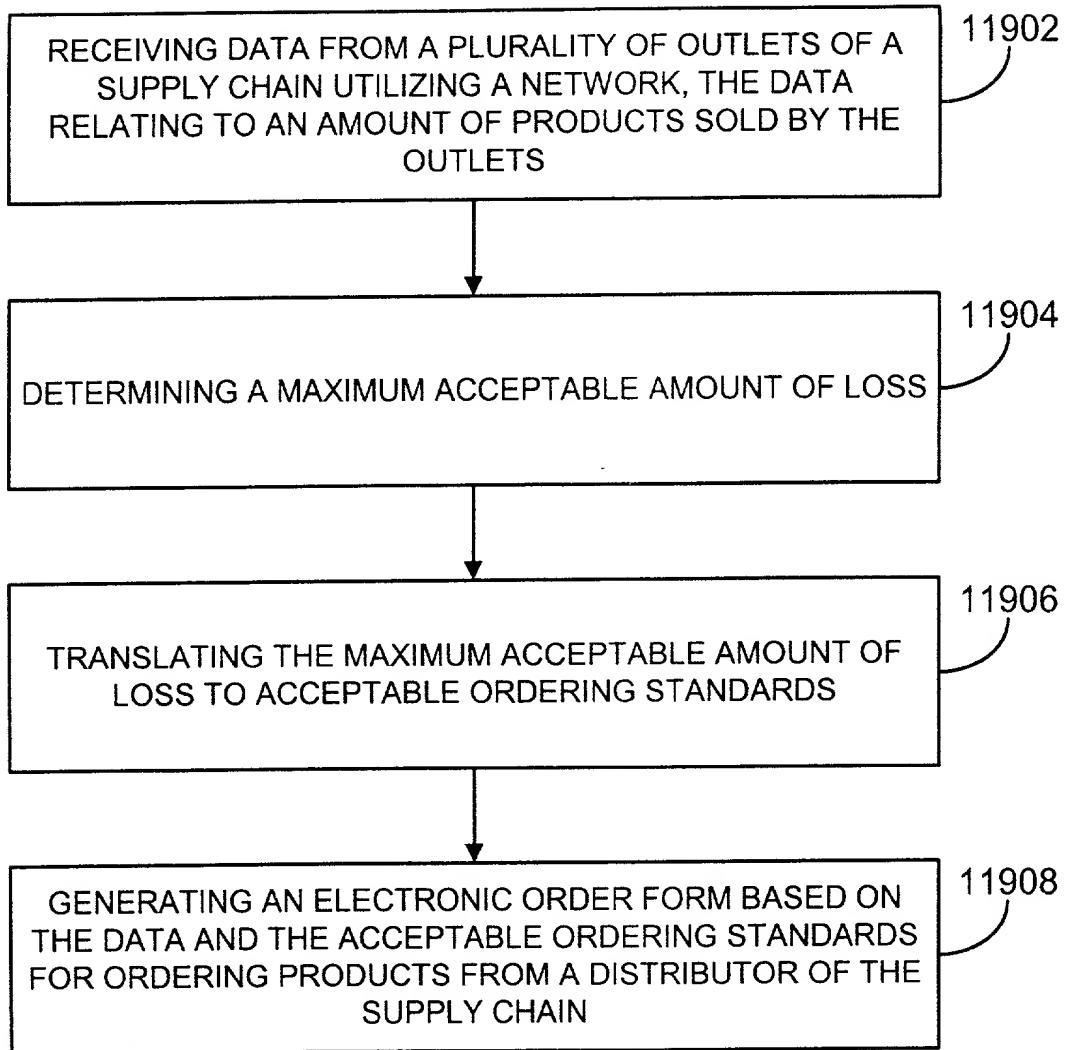 11902
RECEIVING DATA FROM A PLURALITY OF OUTLETS OF A
SUPPLY CHAIN UTILIZING A NETWORK, THE DATA
RELATING TO AN AMOUNT OF PRODUCTS SOLD BY THE
OUTLETS
11904
DETERMINING A MAXIMUM ACCEPTABLE AMOUNT OF LOSS
11906
TRANSLATING THE MAXIMUM ACCEPTABLE AMOUNT OF
LOSS TO ACCEPTABLE ORDERING STANDARDS
11908
GENERATING AN ELECTRONIC ORDER FORM BASED ON
THE DATA AND THE ACCEPTABLE ORDERING STANDARDS
FOR ORDERING PRODUCTS FROM A DISTRIBUTOR OF THE
SUPPLY CHAIN